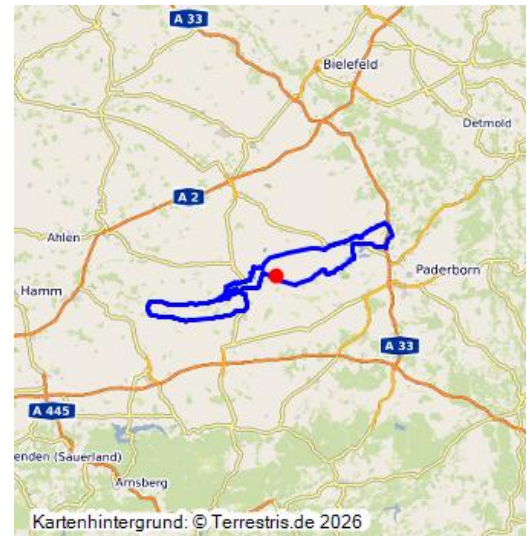 A 33
Bielefeld
Detmold
A 2
Ahlen
Paderborn
Hamm
A 33
A 445
enden (Sauerland)
Arnsberg
Kartenhintergrund: © Terrestris.de 2026